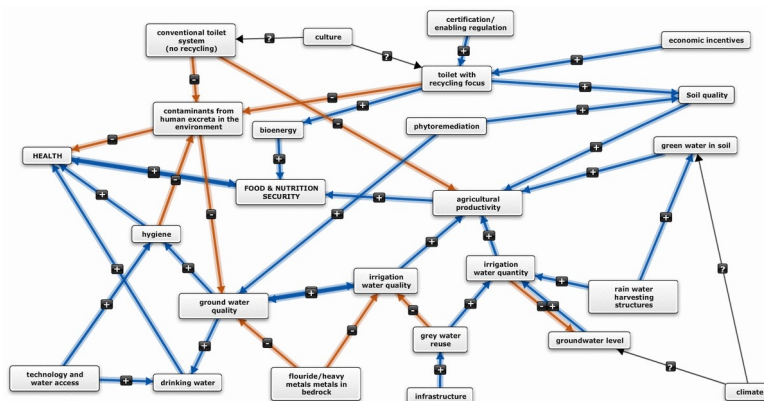 certification/
enabling regulation
conventional toilet
system
(no recycling)
?
culture
economic incentives
+
?
+
toilet with
recycling focus
-
-
+
+
Soil quality
contaminants from
human excreta in the
environment
bioenergy
phytoremediation
+
-
-
+
green water in soil
HEALTH
+
+
+
-
FOOD & NUTRITION
SECURITY
+
agricultural
productivity
+
+
-
+
+
hygiene
+
+
?
+
+
irrigation
water quality
irrigation
water quantity
+
rain water
harvesting
structures
ground water
quality
+
- +
-
+
grey water
reuse
groundwater level
-
-
+
?
technology and
water access
+
drinking water
flouride/heavy
metals metals in
bedrock
+
infrastructure
climate